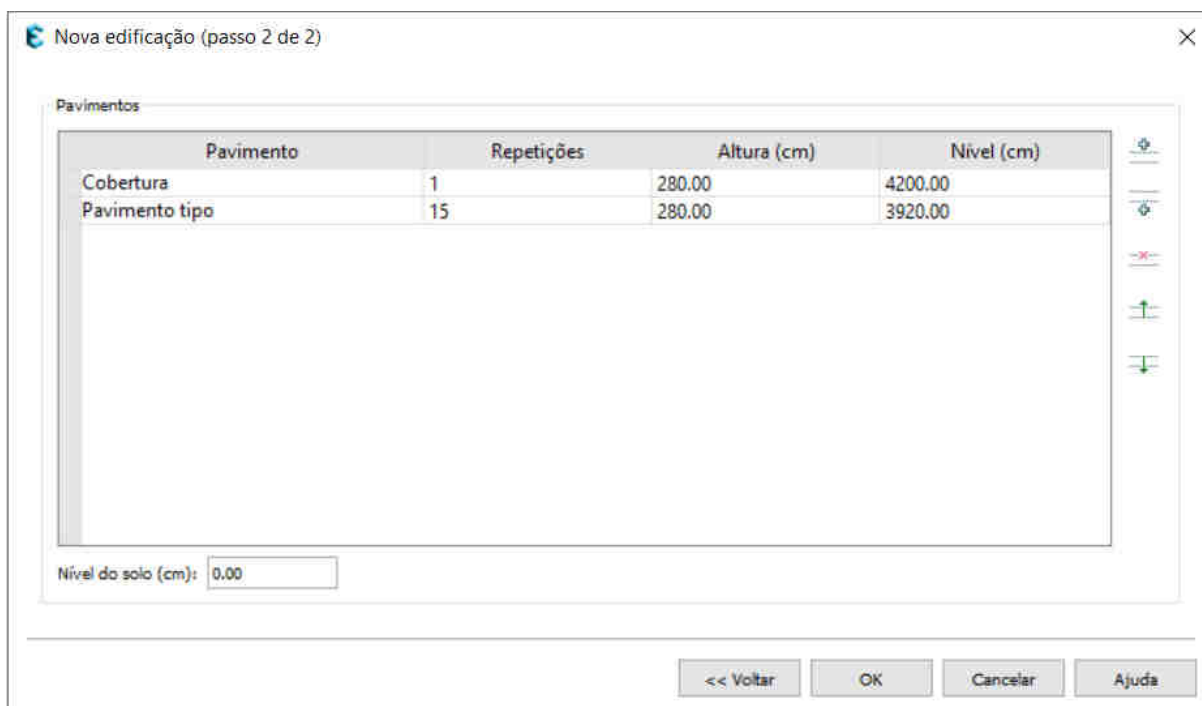 Nova edificação (passo 2 de 2)
Pavimentos
Pavimento Repetições Altura (cm) Nível (cm)
Cobertura 1 280.00 4200.00
Pavimento tipo 15 280.00 3920.00
Nível do solo (cm): 0.00
<< Voltar OK Cancelar Ajuda